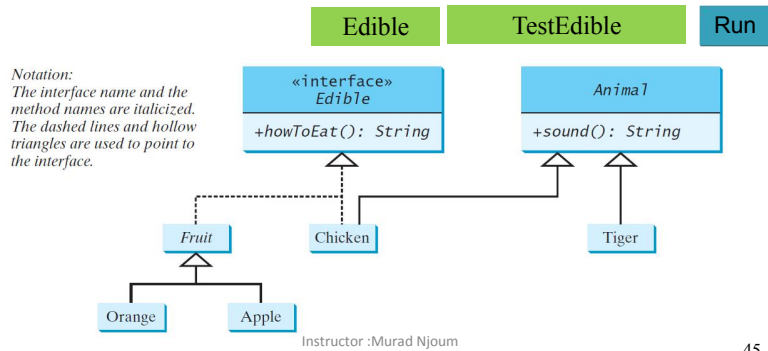 Edible
TestEdible
Run
Notation:
The interface name and the
method names are italicized.
The dashed lines and hollow
triangles are used to point to
the interface.
«interface»
Edible
+howToEat(): String
Animal
+sound(): String
Fruit
Chicken
Tiger
Orange
Apple
Instructor :Murad Njoum
45